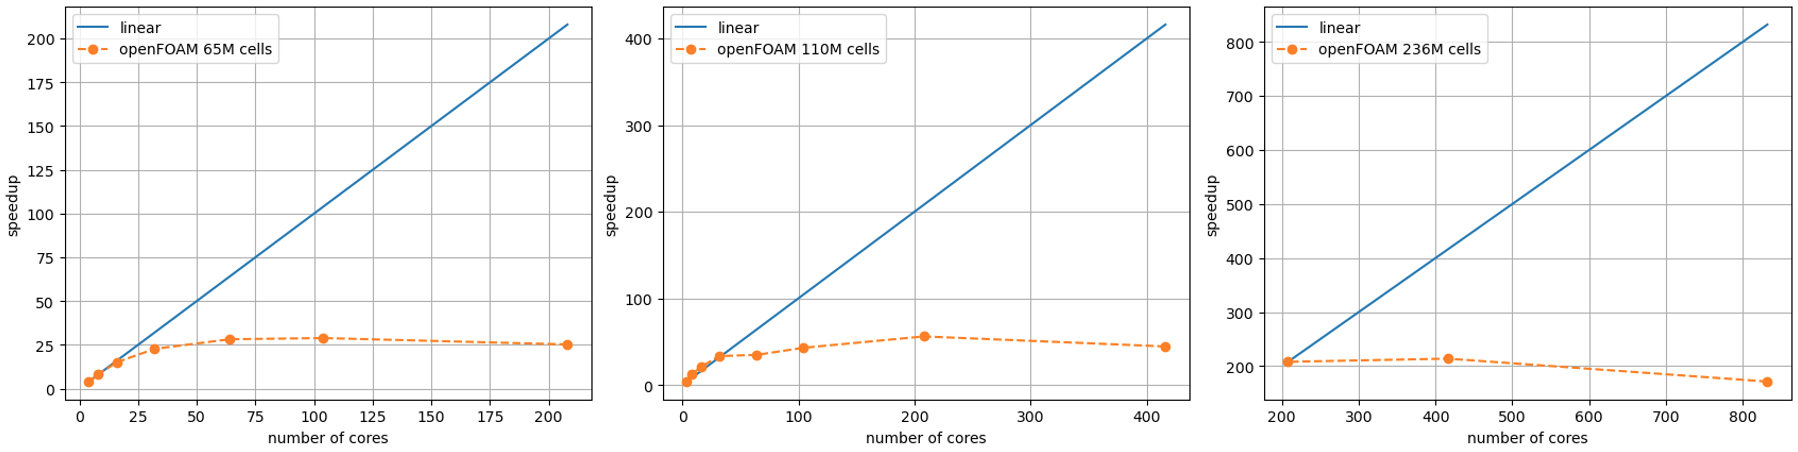 linear
openFOAM 65M cells
200
175
150
125
100
75
50
25
0
speedup
0 25 50 75 100 125 150 175 200
number of cores
linear
openFOAM 110M cells
400
300
200
100
0
speedup
0 100 200 300 400
number of cores
linear
openFOAM 236M cells
800
700
600
500
400
300
200
speedup
200 300 400 500 600 700 800
number of cores